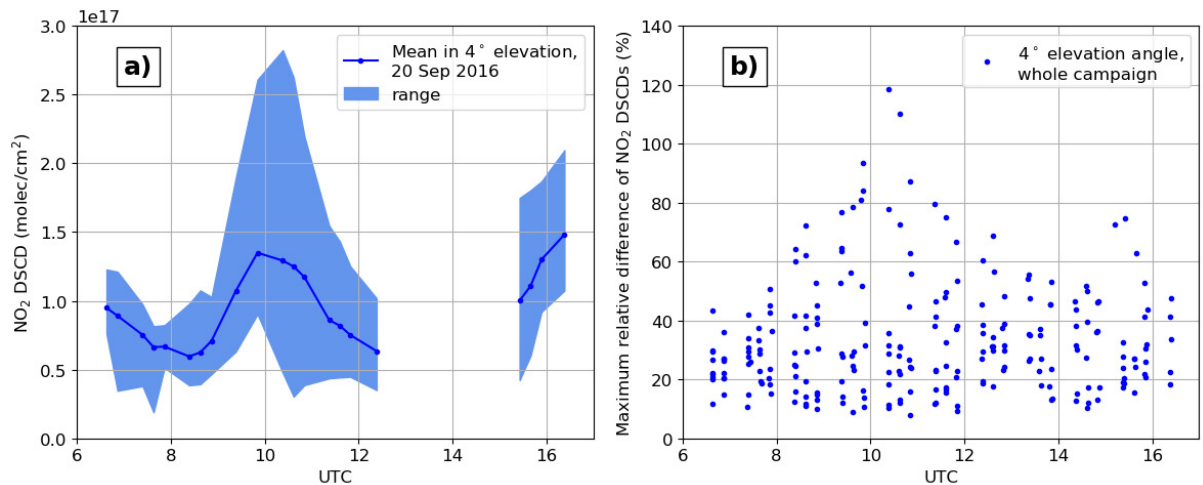 1e17
a)
Mean in 4° elevation,
20 Sep 2016
range
NO₂ DSCD (molec/cm²)
3.0
2.5
2.0
1.5
1.0
0.5
0.0
6 8 10 12 14 16
UTC
b)
4° elevation angle,
whole campaign
Maximum relative difference of NO₂ DSCDs (%)
140
120
100
80
60
40
20
0
6 8 10 12 14 16
UTC